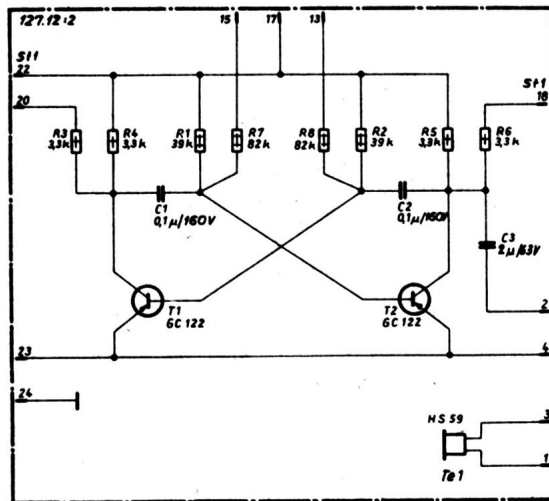 127.12:2
15 17 13
St1
22
20
St1
18
R3
3,3k
R4
3,3k
R1
39k
R7
82k
R8
82k
R2
39k
R5
3,3k
R6
3,3k
C1
0,1µ/160V
C2
0,1µ/160V
C3
2µ/63V
T1
GC 122
T2
GC 122
2
23
4
24
HS 59
3
Te1
1